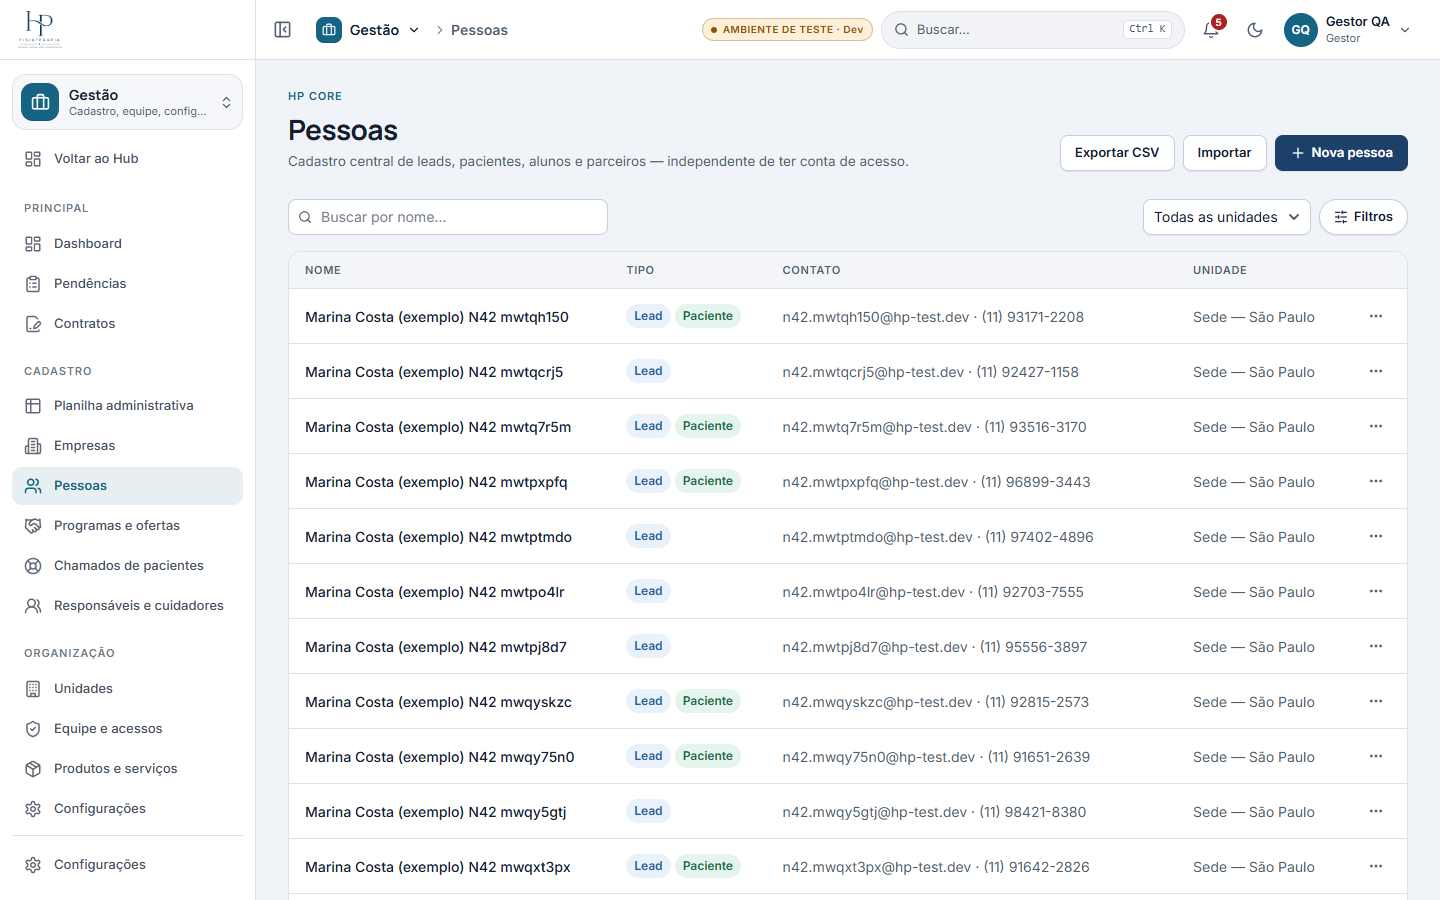 HP
FISIOTERAPIA
Gestão
Pessoas
AMBIENTE DE TESTE · Dev
Buscar...
Ctrl K
5
GQ
Gestor QA
Gestor
Gestão
Cadastro, equipe, config...
Voltar ao Hub
PRINCIPAL
Dashboard
Pendências
Contratos
CADASTRO
Planilha administrativa
Empresas
Pessoas
Programas e ofertas
Chamados de pacientes
Responsáveis e cuidadores
ORGANIZAÇÃO
Unidades
Equipe e acessos
Produtos e serviços
Configurações
Configurações
HP CORE
Pessoas
Cadastro central de leads, pacientes, alunos e parceiros — independente de ter conta de acesso.
Exportar CSV
Importar
Nova pessoa
Buscar por nome...
Todas as unidades
Filtros
NOME TIPO CONTATO UNIDADE
Marina Costa (exemplo) N42 mwtqh150 Lead Paciente n42.mwtqh150@hp-test.dev · (11) 93171-2208 Sede — São Paulo
Marina Costa (exemplo) N42 mwtqcrj5 Lead n42.mwtqcrj5@hp-test.dev · (11) 92427-1158 Sede — São Paulo
Marina Costa (exemplo) N42 mwtq7r5m Lead Paciente n42.mwtq7r5m@hp-test.dev · (11) 93516-3170 Sede — São Paulo
Marina Costa (exemplo) N42 mwtpxpfq Lead Paciente n42.mwtpxpfq@hp-test.dev · (11) 96899-3443 Sede — São Paulo
Marina Costa (exemplo) N42 mwtptmdo Lead n42.mwtptmdo@hp-test.dev · (11) 97402-4896 Sede — São Paulo
Marina Costa (exemplo) N42 mwtpo4lr Lead n42.mwtpo4lr@hp-test.dev · (11) 92703-7555 Sede — São Paulo
Marina Costa (exemplo) N42 mwtpj8d7 Lead n42.mwtpj8d7@hp-test.dev · (11) 95556-3897 Sede — São Paulo
Marina Costa (exemplo) N42 mwqyskzc Lead Paciente n42.mwqyskzc@hp-test.dev · (11) 92815-2573 Sede — São Paulo
Marina Costa (exemplo) N42 mwqy75n0 Lead Paciente n42.mwqy75n0@hp-test.dev · (11) 91651-2639 Sede — São Paulo
Marina Costa (exemplo) N42 mwqy5gtj Lead n42.mwqy5gtj@hp-test.dev · (11) 98421-8380 Sede — São Paulo
Marina Costa (exemplo) N42 mwqxt3px Lead Paciente n42.mwqxt3px@hp-test.dev · (11) 91642-2826 Sede — São Paulo